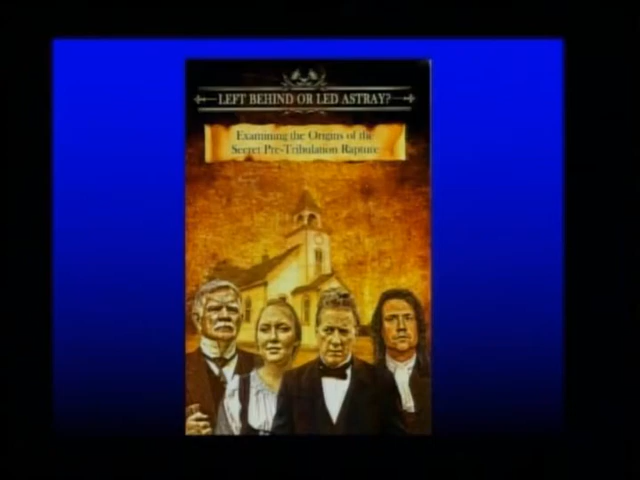 LEFT BEHIND OR LED ASTRAY?
Examining the Origins of the
Secret Pre-Tribulation Rapture